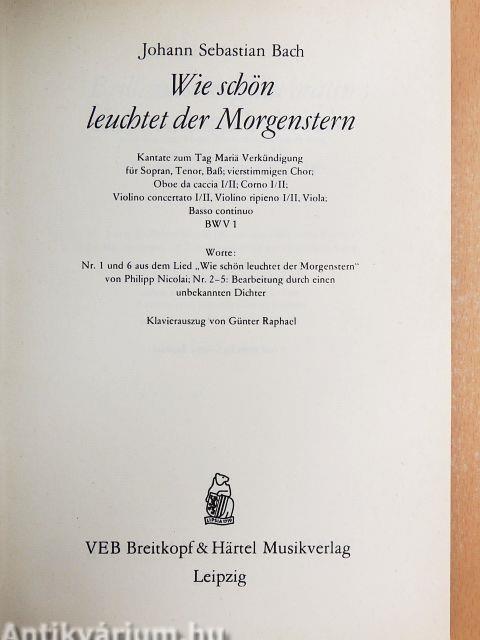 Johann Sebastian Bach
Wie schön
leuchtet der Morgenstern
Kantate zum Tag Mariä Verkündigung
für Sopran, Tenor, Baß; vierstimmigen Chor;
Oboe da caccia I/II; Corno I/II;
Violino concertato I/II, Violino ripieno I/II, Viola;
Basso continuo
BWV 1
Worte:
Nr. 1 und 6 aus dem Lied „Wie schön leuchtet der Morgenstern“
von Philipp Nicolai; Nr. 2–5: Bearbeitung durch einen
unbekannten Dichter
Klavierauszug von Günter Raphael
VEB Breitkopf & Härtel Musikverlag
Leipzig
Antikvárium.hu